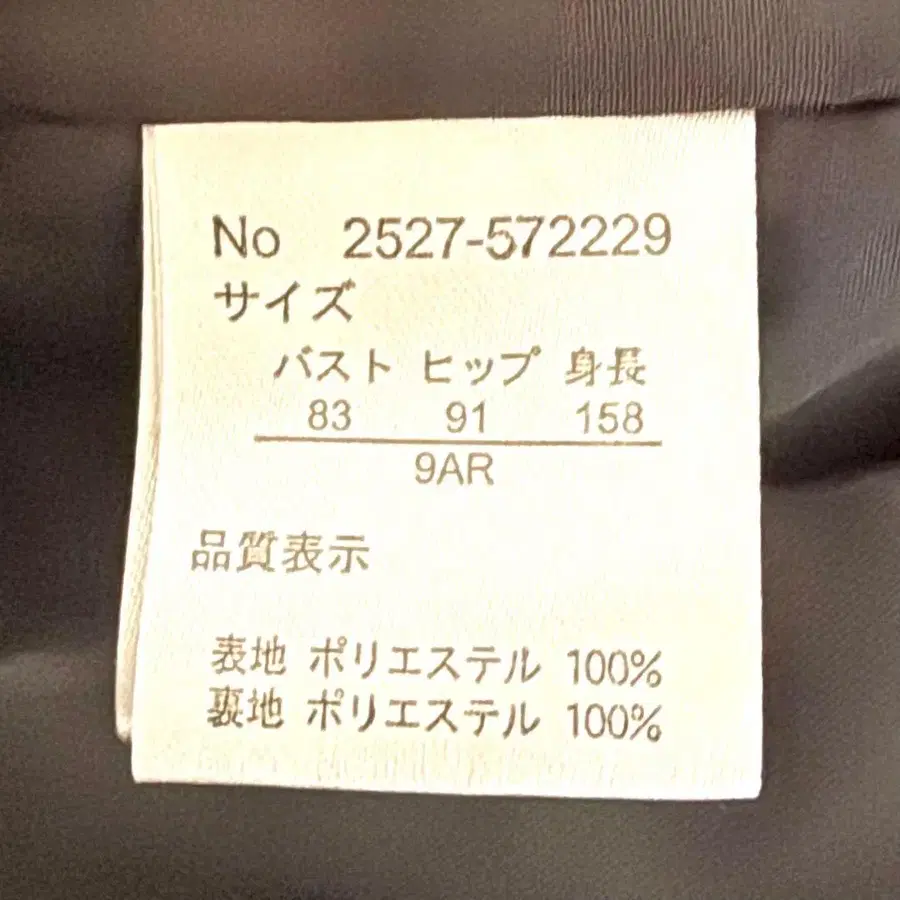 No 2527-572229
サイズ
バスト ヒップ 身長
83 91 158
9AR
品質表示
表地 ポリエステル 100%
裏地 ポリエステル 100%